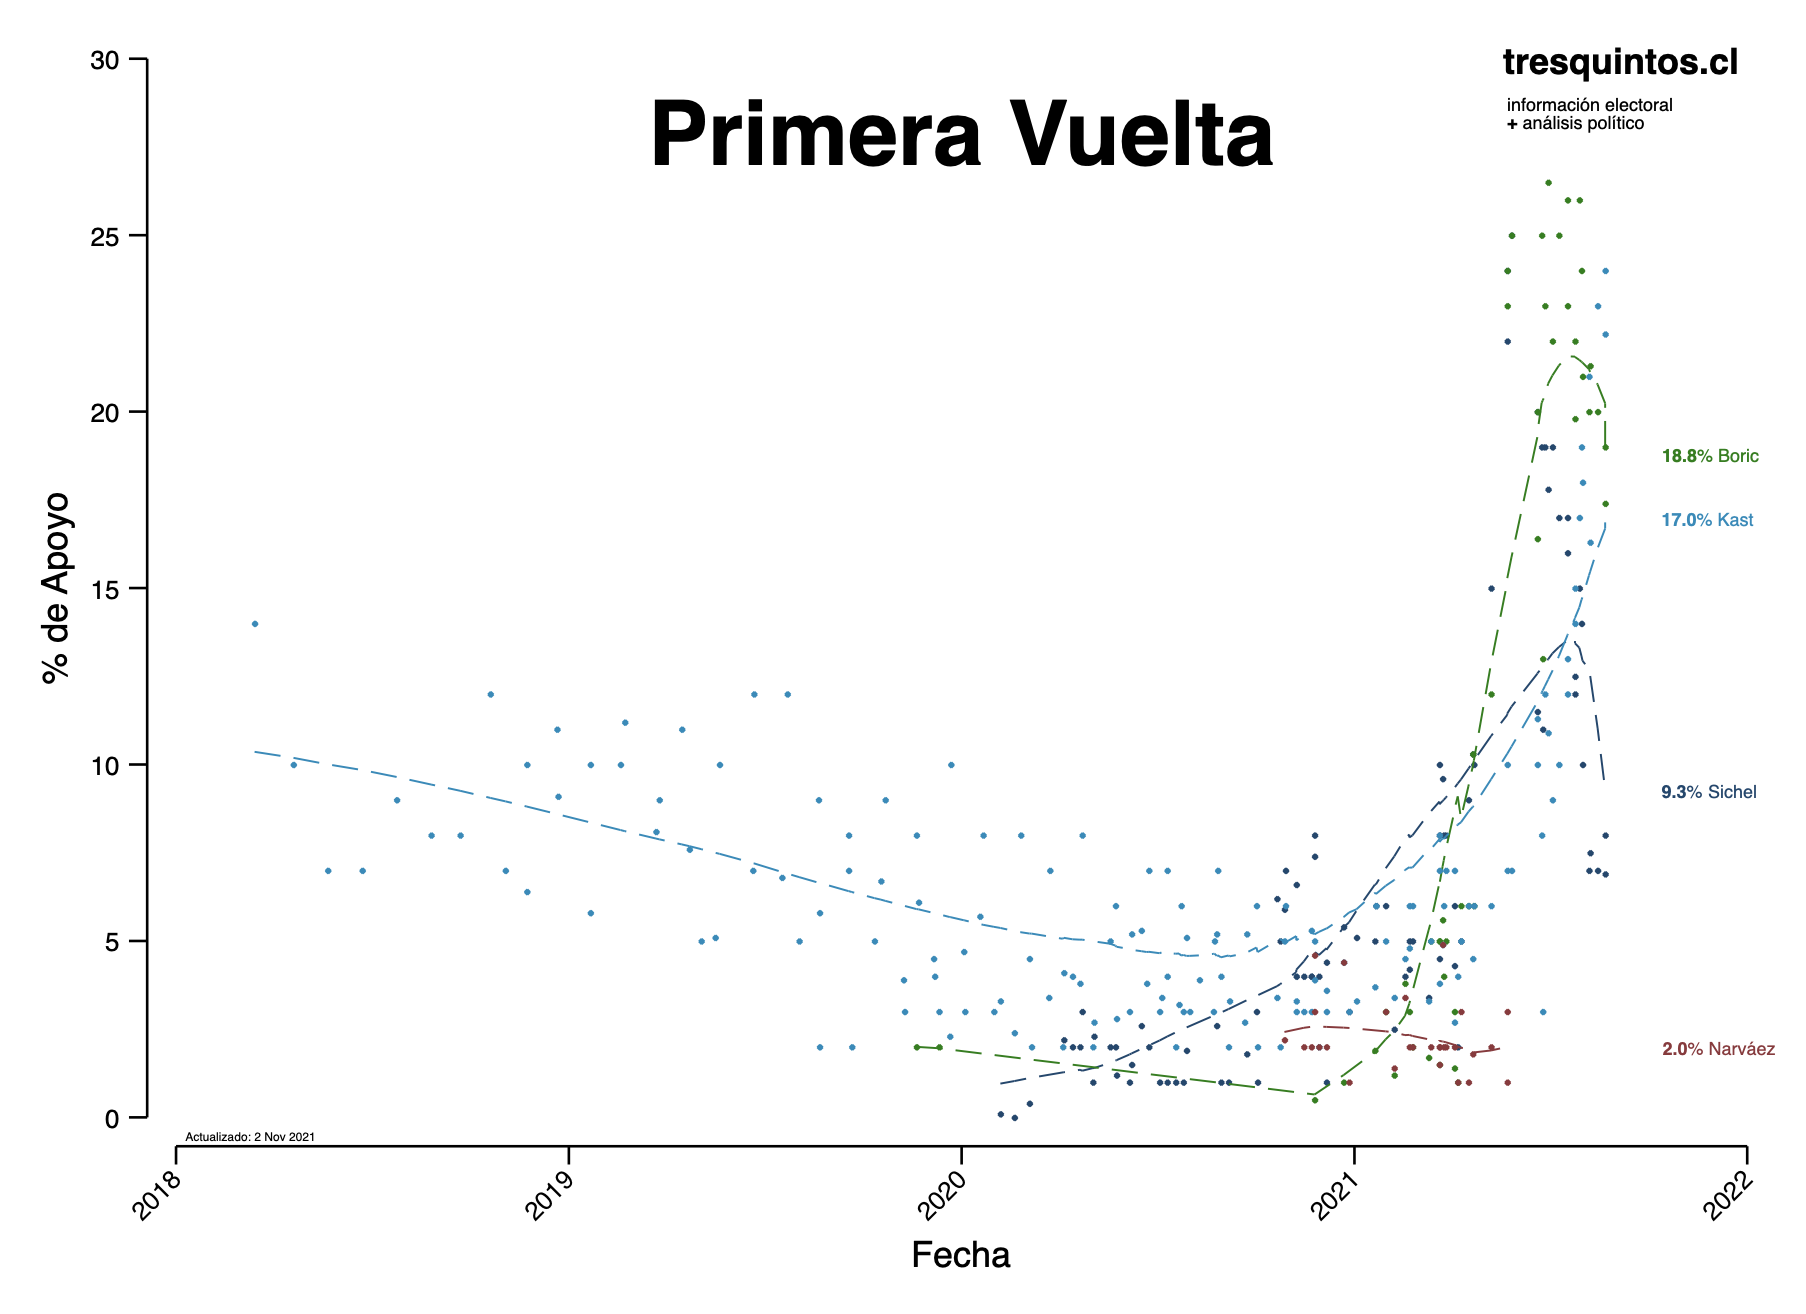 Primera Vuelta
tresquintos.cl
información electoral
+ análisis político
% de Apoyo
30
25
20
15
10
5
0
18.8% Boric
17.0% Kast
9.3% Sichel
2.0% Narváez
Actualizado: 2 Nov 2021
2018
2019
2020
2021
2022
Fecha